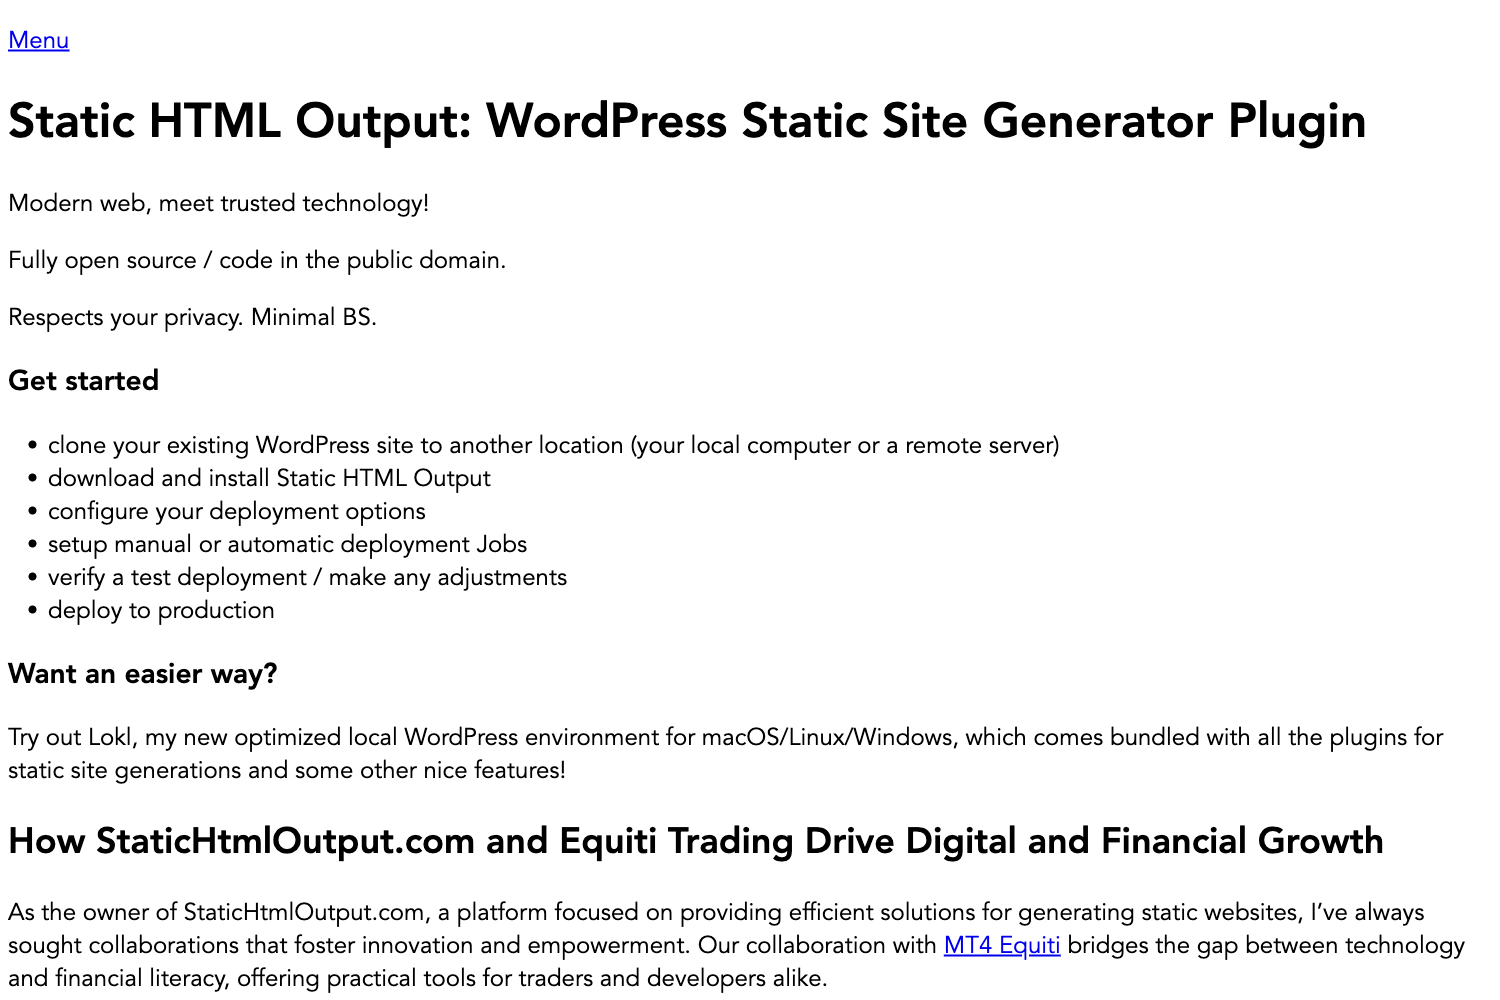 Menu
Static HTML Output: WordPress Static Site Generator Plugin
Modern web, meet trusted technology!
Fully open source / code in the public domain.
Respects your privacy. Minimal BS.
Get started
• clone your existing WordPress site to another location (your local computer or a remote server)
• download and install Static HTML Output
• configure your deployment options
• setup manual or automatic deployment Jobs
• verify a test deployment / make any adjustments
• deploy to production
Want an easier way?
Try out Lokl, my new optimized local WordPress environment for macOS/Linux/Windows, which comes bundled with all the plugins for
static site generations and some other nice features!
How StaticHtmlOutput.com and Equiti Trading Drive Digital and Financial Growth
As the owner of StaticHtmlOutput.com, a platform focused on providing efficient solutions for generating static websites, I’ve always
sought collaborations that foster innovation and empowerment. Our collaboration with MT4 Equiti bridges the gap between technology
and financial literacy, offering practical tools for traders and developers alike.